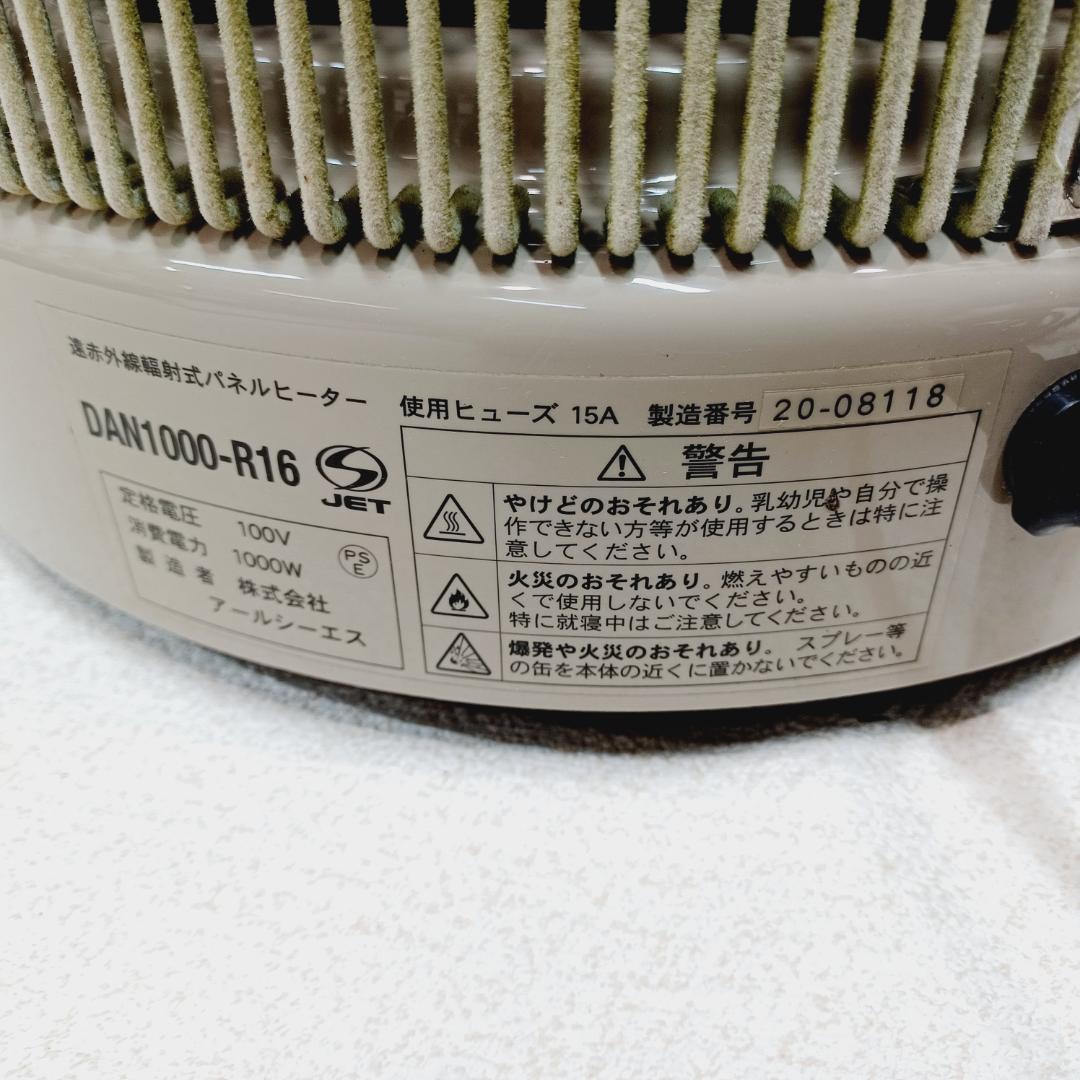 遠赤外線輻射式パネルヒーター
DAN1000-R16
JET
定格電圧 100V
消費電力 1000W
PS
E
製造者 株式会社
アールシーエス
使用ヒューズ 15A 製造番号 20-08118
警告
やけどのおそれあり。乳幼児や自分で操
作できない方等が使用するときは特に注
意してください。
火災のおそれあり。燃えやすいものの近
くで使用しないでください。
特に就寝中はご注意してください。
爆発や火災のおそれあり。 スプレー等
の缶を本体の近くに置かないでください。